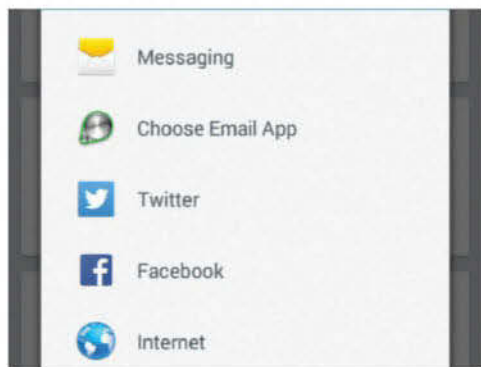 Messaging
Choose Email App
Twitter
Facebook
Internet